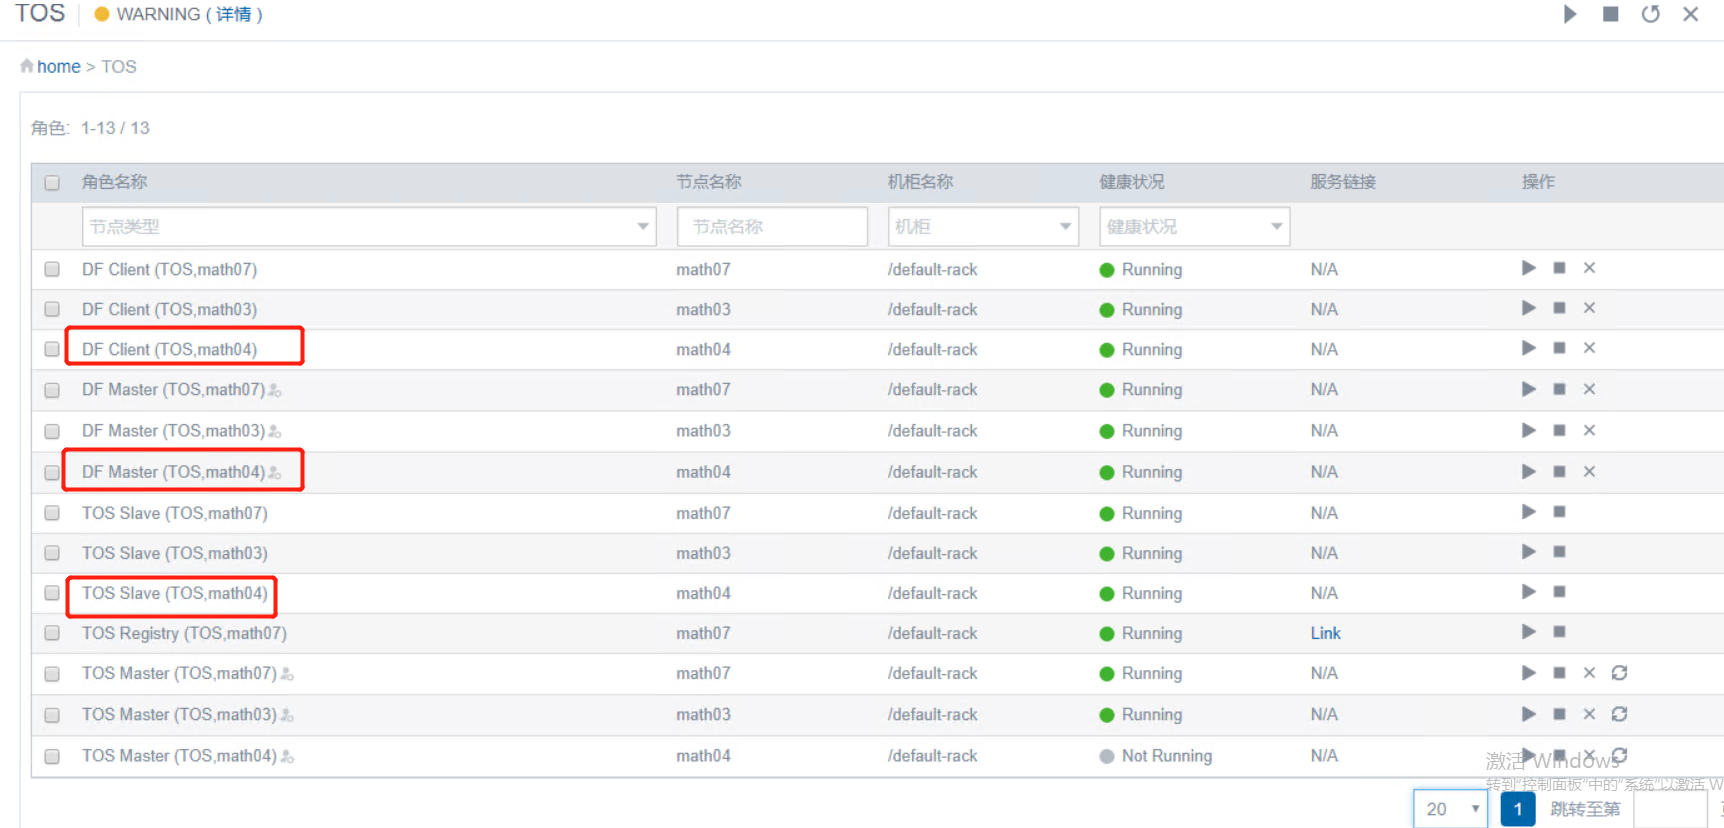 TOS WARNING ( 详情 )
home > TOS
角色: 1-13 / 13
角色名称 节点名称 机柜名称 健康状况 服务链接 操作
节点类型 节点名称 机柜 健康状况
DF Client (TOS,math07) math07 /default-rack Running N/A
DF Client (TOS,math03) math03 /default-rack Running N/A
DF Client (TOS,math04) math04 /default-rack Running N/A
DF Master (TOS,math07) math07 /default-rack Running N/A
DF Master (TOS,math03) math03 /default-rack Running N/A
DF Master (TOS,math04) math04 /default-rack Running N/A
TOS Slave (TOS,math07) math07 /default-rack Running N/A
TOS Slave (TOS,math03) math03 /default-rack Running N/A
TOS Slave (TOS,math04) math04 /default-rack Running N/A
TOS Registry (TOS,math07) math07 /default-rack Running Link
TOS Master (TOS,math07) math07 /default-rack Running N/A
TOS Master (TOS,math03) math03 /default-rack Running N/A
TOS Master (TOS,math04) math04 /default-rack Not Running N/A
激活 Windows
转到"控制面板"中的"系统"以激活 W
20 1 跳转至第